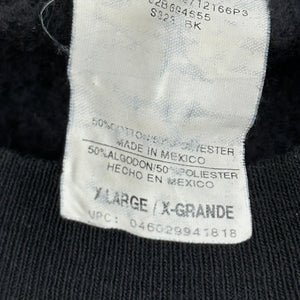 712166P3
S325 BK
50% COTTON/50% POLYESTER
MADE IN MEXICO
50%ALGODON/50%POLIESTER
HECHO EN MEXICO
X-LARGE / X-GRANDE
UPC: 046029941818